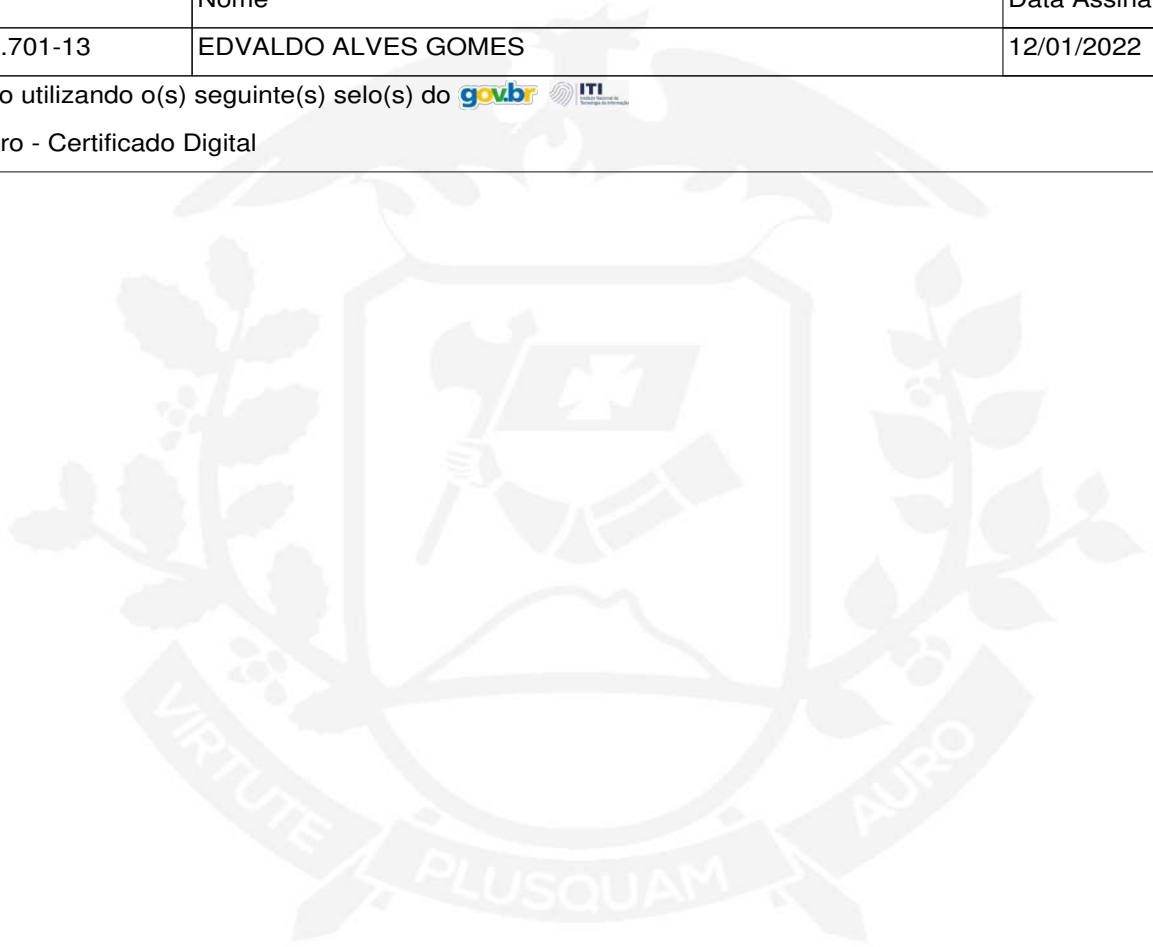 Nome Data Assina
.701-13 EDVALDO ALVES GOMES 12/01/2022
o utilizando o(s) seguinte(s) selo(s) do gov.br ITI
ro - Certificado Digital
VIRTUTE PLUSQUAM AURO